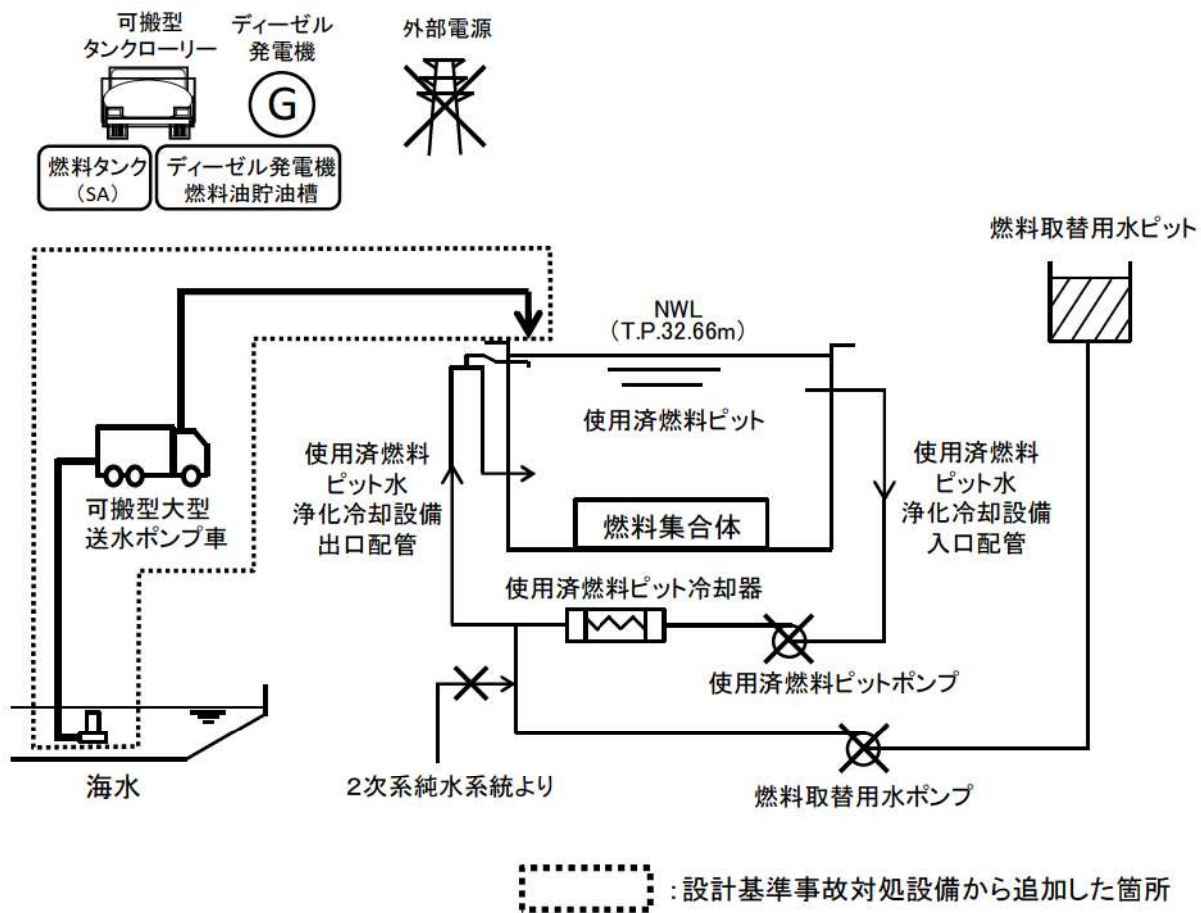 可搬型
タンクローリー
ディーゼル
発電機
外部電源
G
燃料タンク
(SA)
ディーゼル発電機
燃料油貯油槽
燃料取替用水ピット
NWL
(T.P.32.66m)
使用済燃料ピット
使用済燃料
ピット水
浄化冷却設備
出口配管
使用済燃料
ピット水
浄化冷却設備
入口配管
可搬型大型
送水ポンプ車
燃料集合体
使用済燃料ピット冷却器
使用済燃料ピットポンプ
海水
2次系純水系統より
燃料取替用水ポンプ
:設計基準事故対処設備から追加した箇所